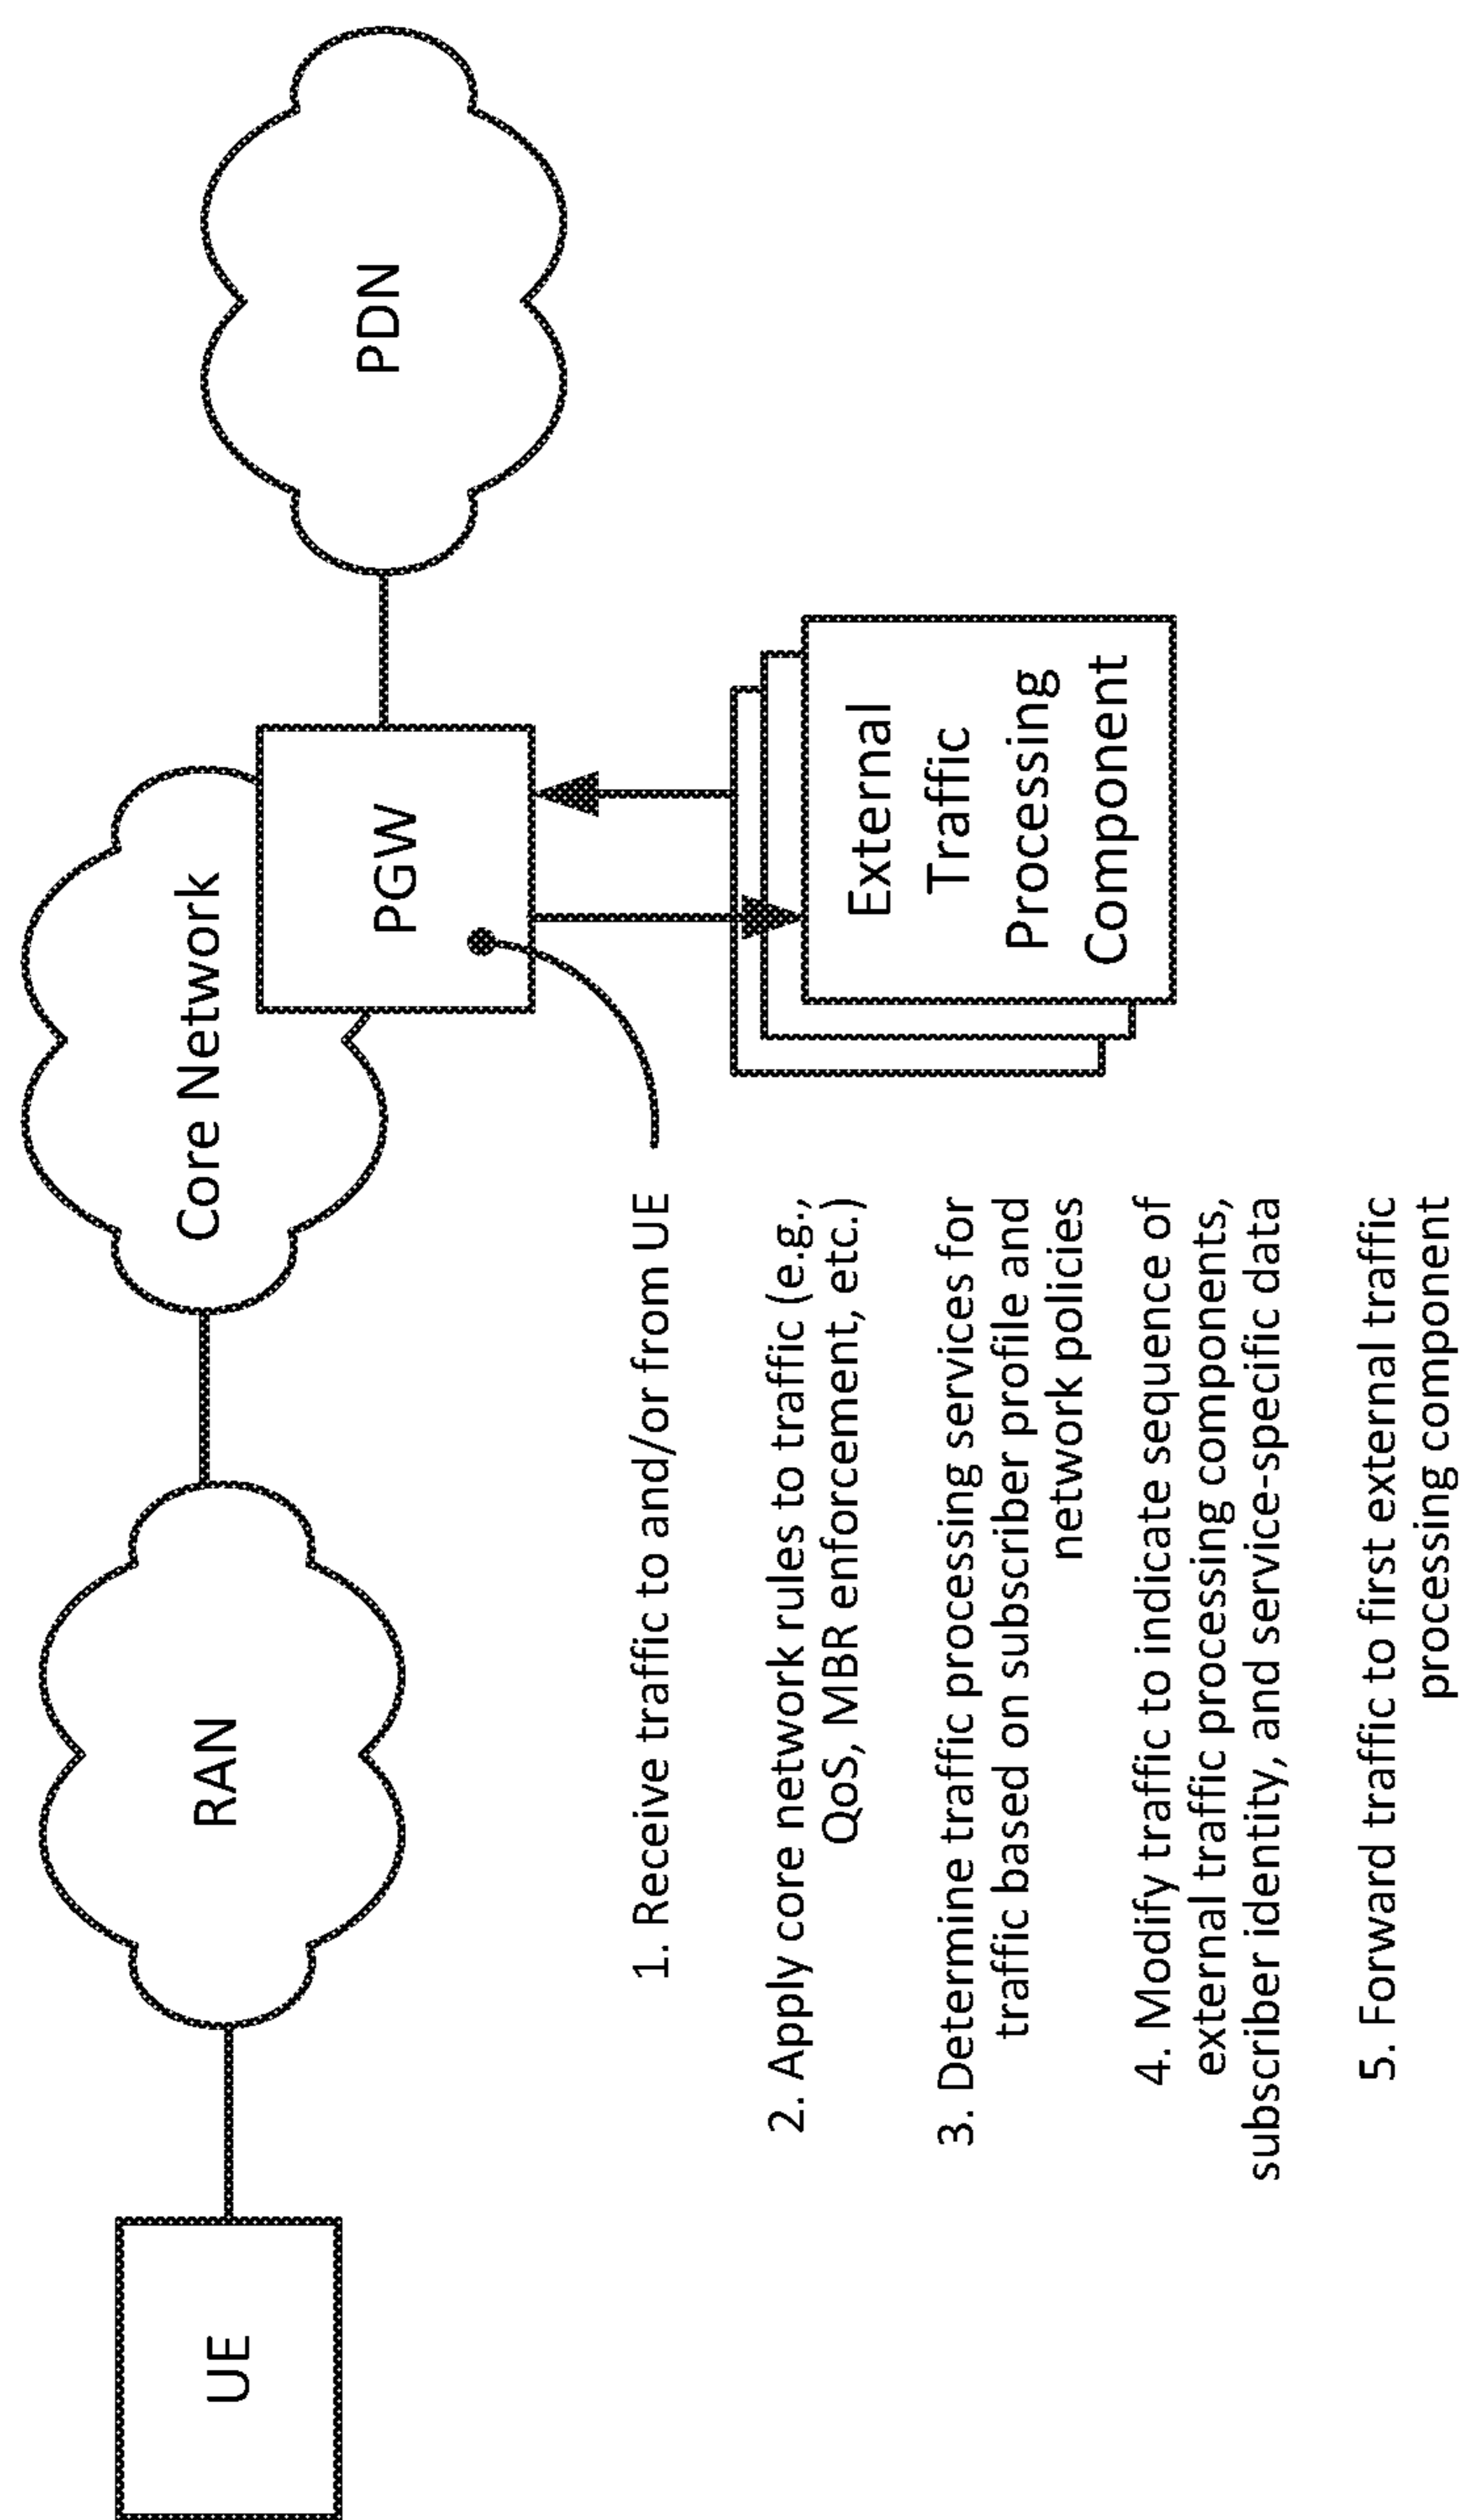 UE
RAN
Core Network
PGW
PDN
External
Traffic
Processing
Component
1. Receive traffic to and/or from UE
2. Apply core network rules to traffic (e.g.,
QoS, MBR enforcement, etc.)
3. Determine traffic processing services for
traffic based on subscriber profile and
network policies
4. Modify traffic to indicate sequence of
external traffic processing components,
subscriber identity, and service-specific data
5. Forward traffic to first external traffic
processing component